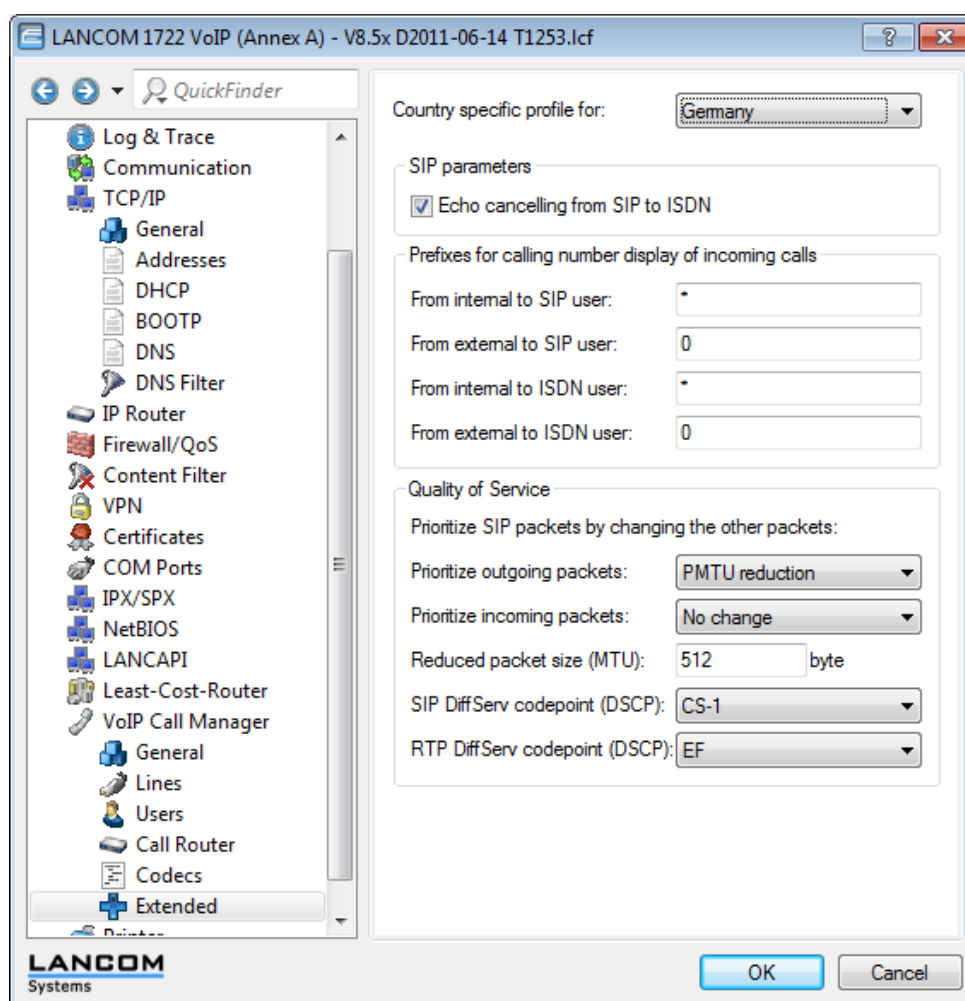 LANCOM 1722 VoIP (Annex A) - V8.5x D2011-06-14 T1253.lcf
QuickFinder
Log & Trace
Communication
TCP/IP
General
Addresses
DHCP
BOOTP
DNS
DNS Filter
IP Router
Firewall/QoS
Content Filter
VPN
Certificates
COM Ports
IPX/SPX
NetBIOS
LANCAPI
Least-Cost-Router
VoIP Call Manager
General
Lines
Users
Call Router
Codecs
Extended
Printer
Country specific profile for: Germany
SIP parameters
Echo cancelling from SIP to ISDN
Prefixes for calling number display of incoming calls
From internal to SIP user: *
From external to SIP user: 0
From internal to ISDN user: *
From external to ISDN user: 0
Quality of Service
Prioritize SIP packets by changing the other packets:
Prioritize outgoing packets: PMTU reduction
Prioritize incoming packets: No change
Reduced packet size (MTU): 512 byte
SIP DiffServ codepoint (DSCP): CS-1
RTP DiffServ codepoint (DSCP): EF
LANCOM
Systems
OK Cancel